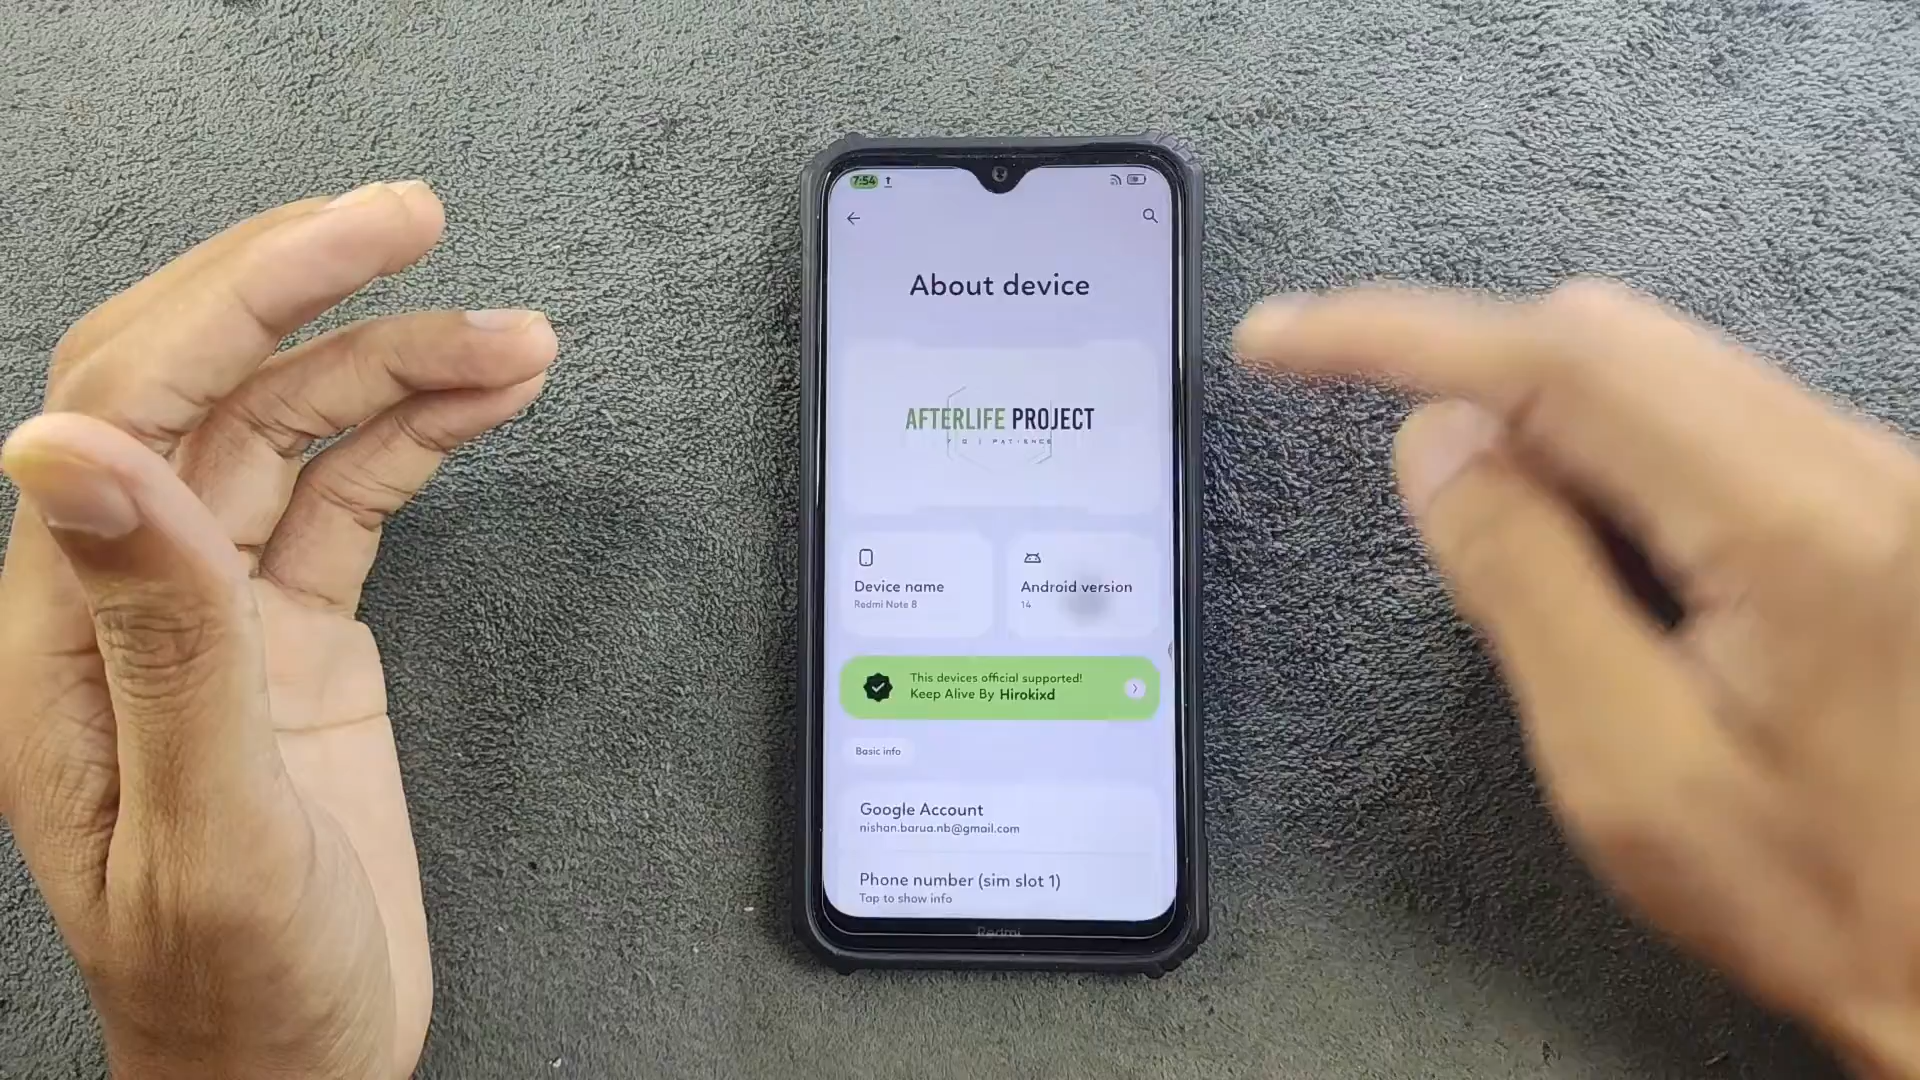 7:54
About device
AFTERLIFE PROJECT
Device name
Redmi Note 8
Android version
14
This devices official supported!
Keep Alive By Hirokixd
Basic info
Google Account
nishan.barua.nb@gmail.com
Phone number (sim slot 1)
Tap to show info
Redmi